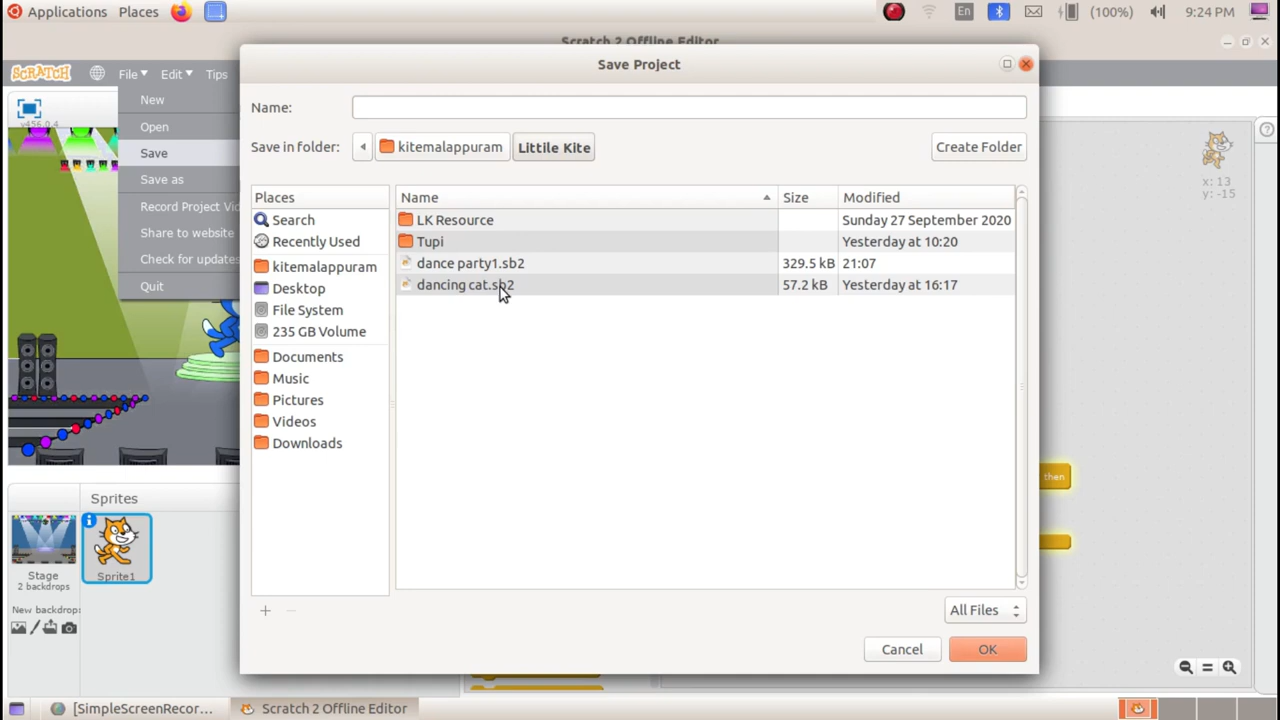 Applications Places En (100%) 9:24 PM
Scratch 2 Offline Editor
SCRATCH File Edit Tips
Save Project
v456.0.4
New
Open
Save
Save as
Record Project Vid
Share to website
Check for updates
Quit
Name:
Save in folder: kitemalappuram Littile Kite Create Folder
Places
Search
Recently Used
kitemalappuram
Desktop
File System
235 GB Volume
Documents
Music
Pictures
Videos
Downloads
Name Size Modified
LK Resource Sunday 27 September 2020
Tupi Yesterday at 10:20
dance party1.sb2 329.5 kB 21:07
dancing cat.sb2 57.2 kB Yesterday at 16:17
All Files
Cancel OK
x: 13
y: -15
then
Sprites
Stage
2 backdrops
Sprite1
New backdrop:
[SimpleScreenRecor... Scratch 2 Offline Editor